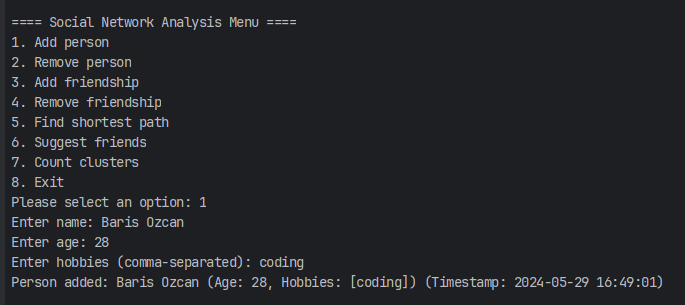 ==== Social Network Analysis Menu ====
1. Add person
2. Remove person
3. Add friendship
4. Remove friendship
5. Find shortest path
6. Suggest friends
7. Count clusters
8. Exit
Please select an option: 1
Enter name: Baris Ozcan
Enter age: 28
Enter hobbies (comma-separated): coding
Person added: Baris Ozcan (Age: 28, Hobbies: [coding]) (Timestamp: 2024-05-29 16:49:01)